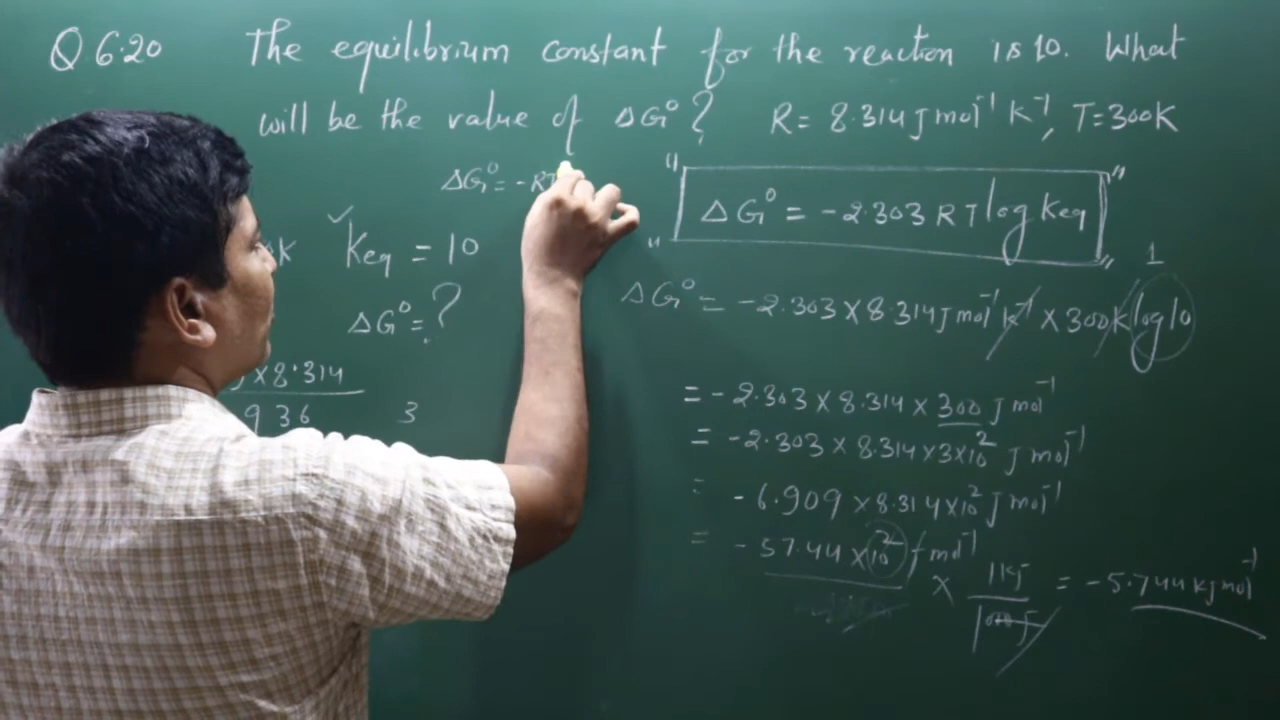 Q 6.20 The equilibrium constant for the reaction is 10. What
will be the value of ΔG° ? R = 8.314 J mol⁻¹ K⁻¹, T = 300K
ΔG° = -RT
" ΔG° = -2.303 RT log Keq "
K ✓ Keq = 10
ΔG° = ?
1
ΔG° = -2.303 × 8.314 J mol⁻¹ K⁻¹ × 300K log 10
× 8.314
936 3
= -2.303 × 8.314 × 300 J mol⁻¹
= -2.303 × 8.314 × 3 × 10² J mol⁻¹
= -6.909 × 8.314 × 10² J mol⁻¹
= -57.44 × 10² J mol⁻¹ × 1KJ / 1000 J = -5.744 KJ mol⁻¹